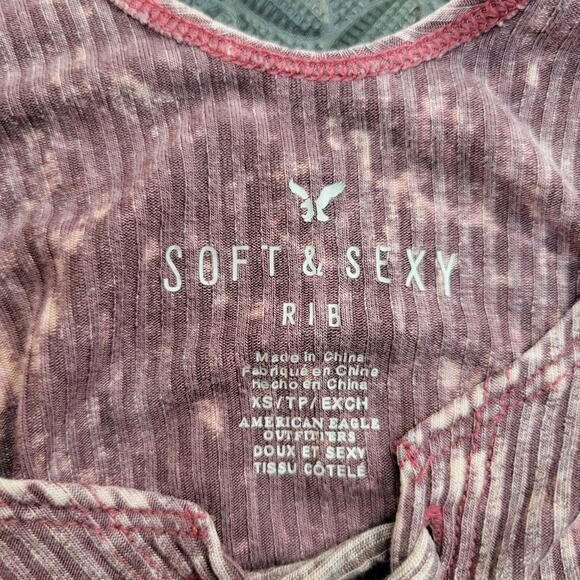 SOFT & SEXY
RIB
Made in China
Fabriqué en Chine
Hecho en China
XS/TP/EXCH
AMERICAN EAGLE
OUTFITTERS
DOUX ET SEXY
TISSU CÔTELÉ